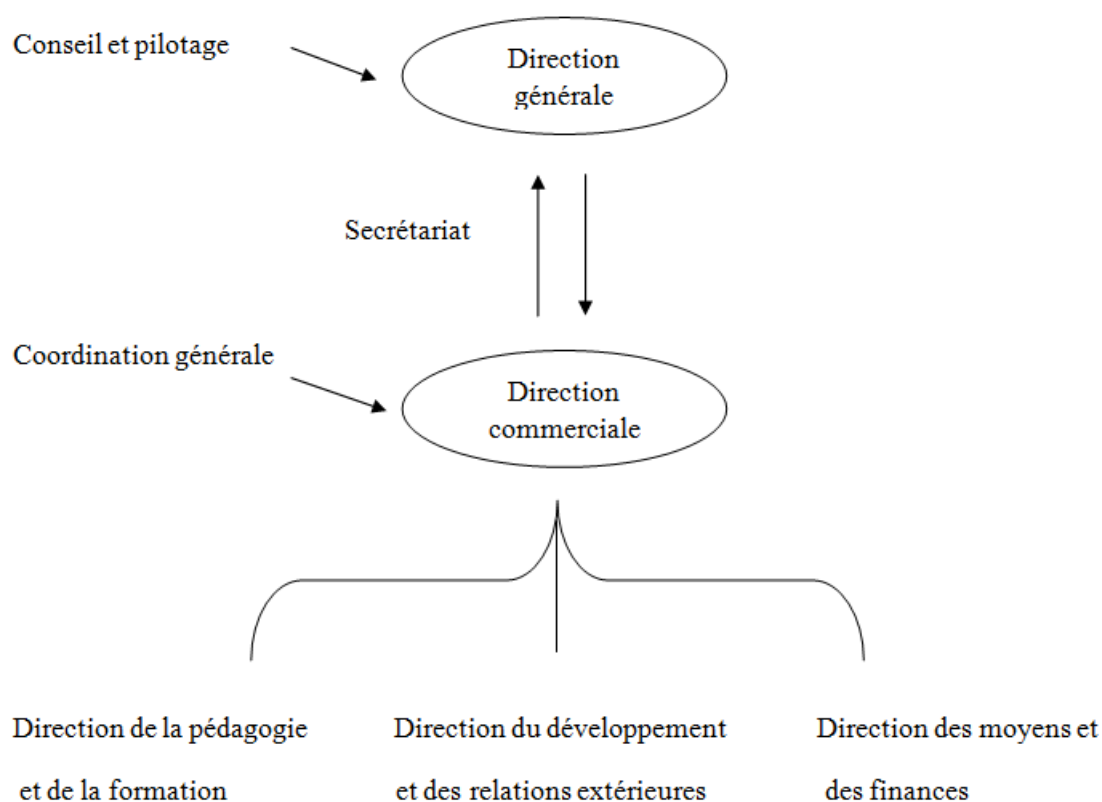 Conseil et pilotage
Direction
générale
Secrétariat
Coordination générale
Direction
commerciale
Direction de la pédagogie
et de la formation
Direction du développement
et des relations extérieures
Direction des moyens et
des finances